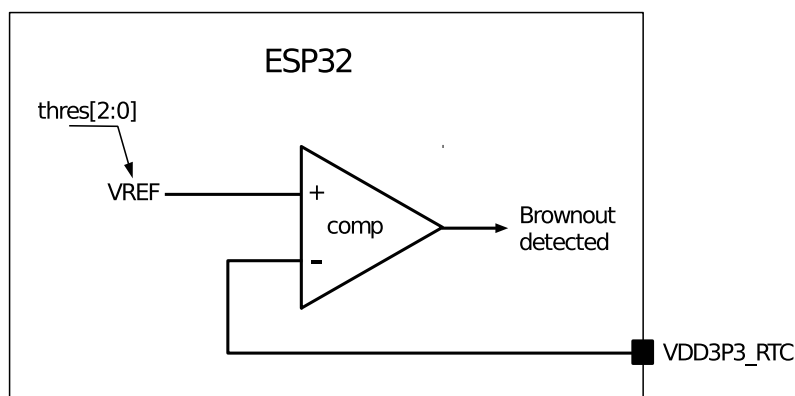 ESP32
thres[2:0]
VREF
+
comp
-
Brownout
detected
VDD3P3_RTC